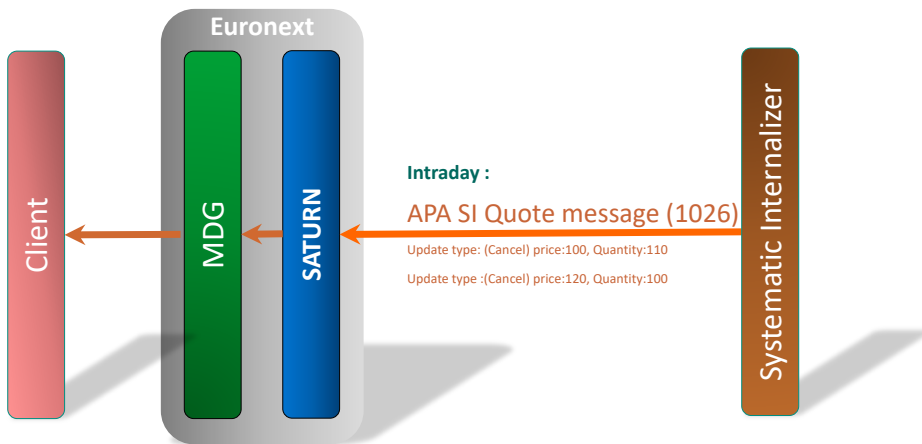 Euronext
Client
MDG
SATURN
Intraday :
APA SI Quote message (1026)
Update type: (Cancel) price:100, Quantity:110
Update type :(Cancel) price:120, Quantity:100
Systematic Internalizer